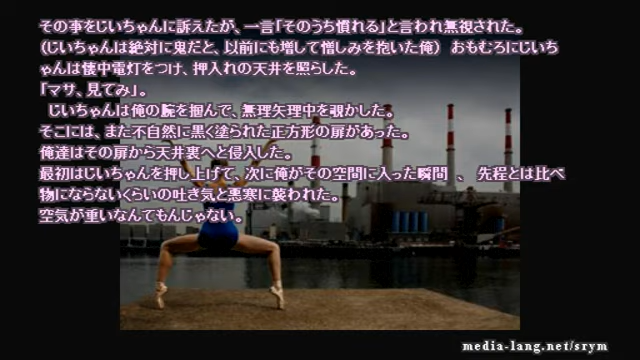 その事をじいちゃんに訴えたが、一言「そのうち慣れる」と言われ無視された。
（じいちゃんは絶対に鬼だと、以前にも増して憎しみを抱いた俺） おもむろにじいち
ゃんは懐中電灯をつけ、押入れの天井を照らした。
「マサ、見てみ」。
じいちゃんは俺の腕を掴んで、無理矢理中を覗かした。
そこには、また不自然に黒く塗られた正方形の扉があった。
俺達はその扉から天井裏へと侵入した。
最初はじいちゃんを押し上げて、次に俺がその空間に入った瞬間 、 先程とは比べ
物にならないくらいの吐き気と悪寒に襲われた。
空気が重いなんてもんじゃない。
media-lang.net/srym